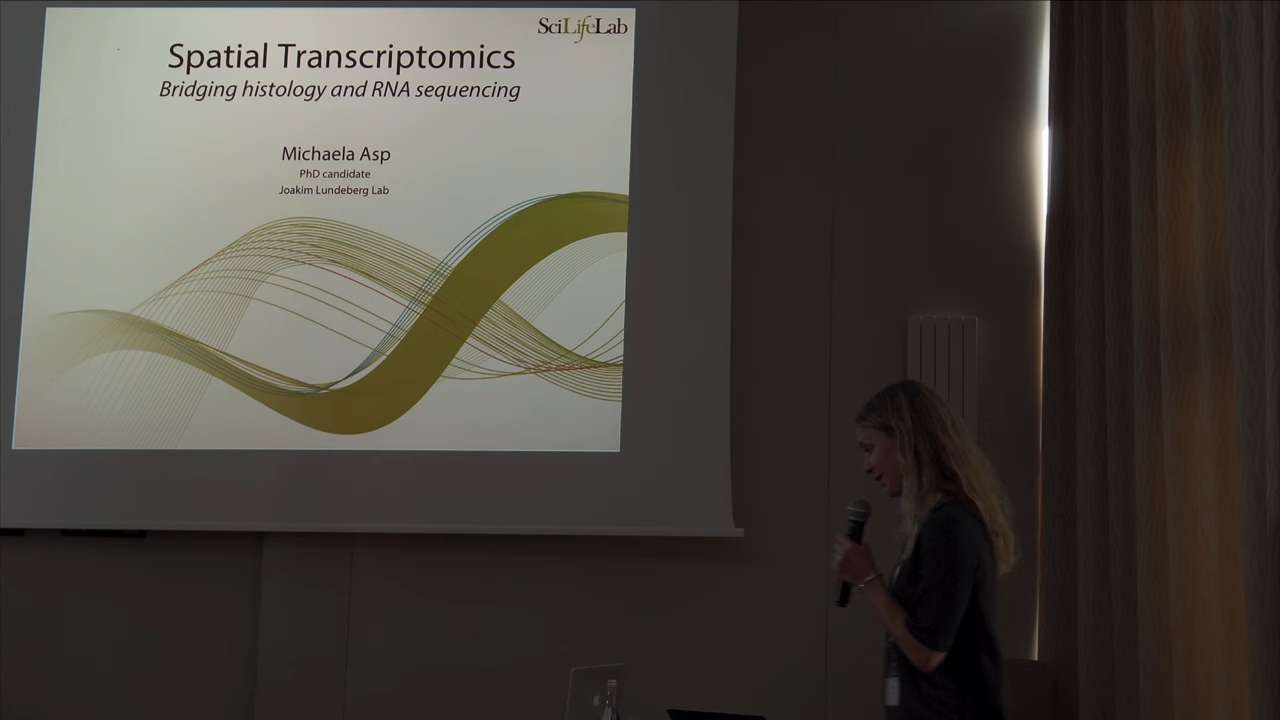 SciLifeLab
Spatial Transcriptomics
Bridging histology and RNA sequencing
Michaela Asp
PhD candidate
Joakim Lundeberg Lab